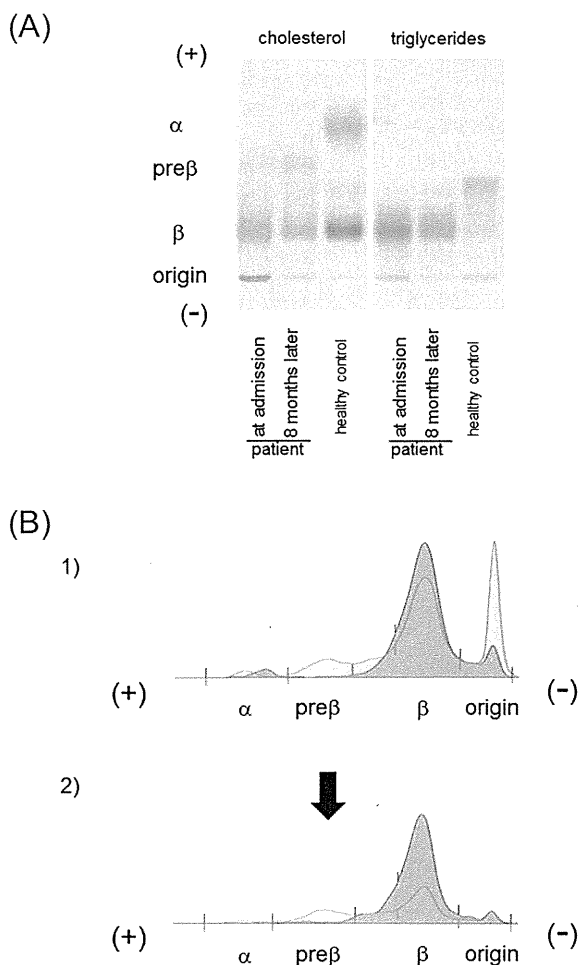 (A)
cholesterol triglycerides
(+)
α
preβ
β
origin
(-)
at admission
8 months later
healthy control
at admission
8 months later
healthy control
patient patient
(B)
1)
(+) α preβ β origin (-)
2)
(+) α preβ β origin (-)